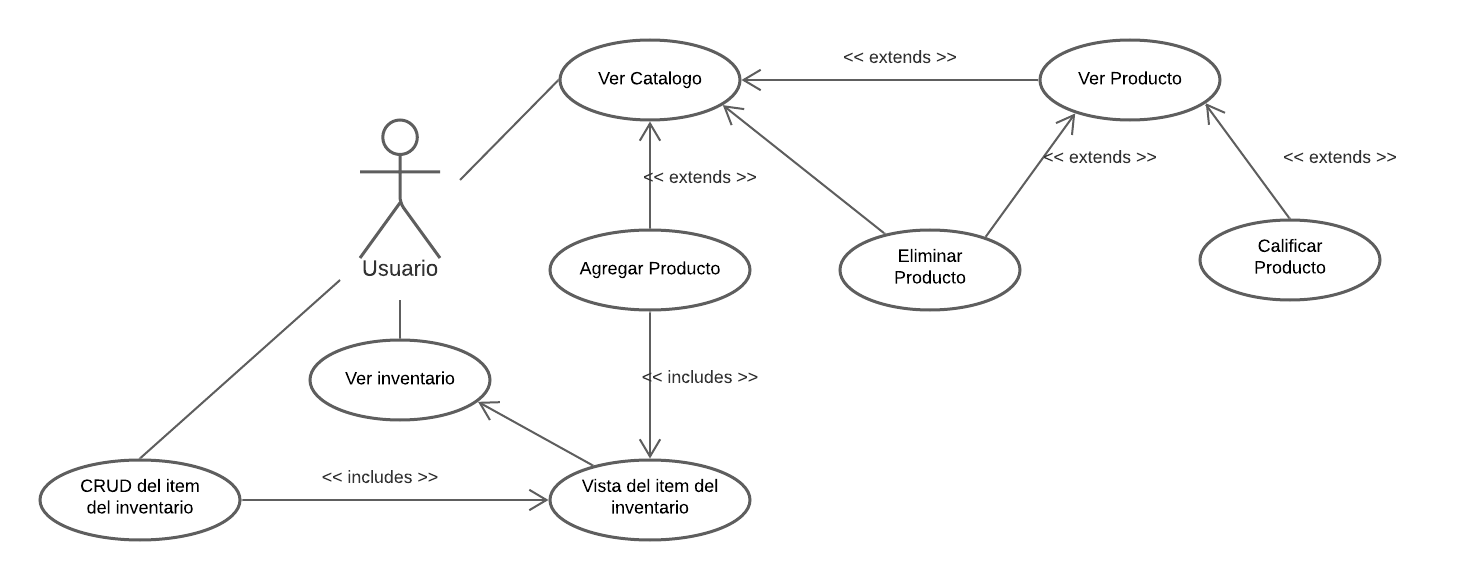 << extends >>
Ver Catalogo
Ver Producto
<< extends >>
<< extends >>
<< extends >>
Usuario
Agregar Producto
Eliminar
Producto
Calificar
Producto
Ver inventario
<< includes >>
<< includes >>
CRUD del item
del inventario
Vista del item del
inventario